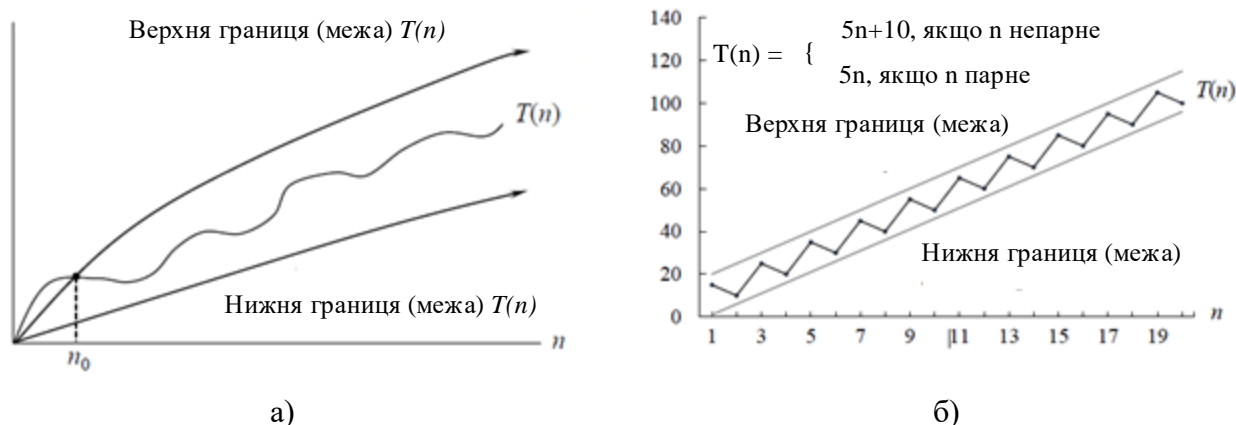 Верхня границя (межа) T(n)
T(n)
Нижня границя (межа) T(n)
n
n₀
а)
140
120
100
80
60
40
20
0
T(n) = {
5n+10, якщо n непарне
5n, якщо n парне
Верхня границя (межа)
T(n)
Нижня границя (межа)
n
1 3 5 7 9 |11 13 15 17 19
б)